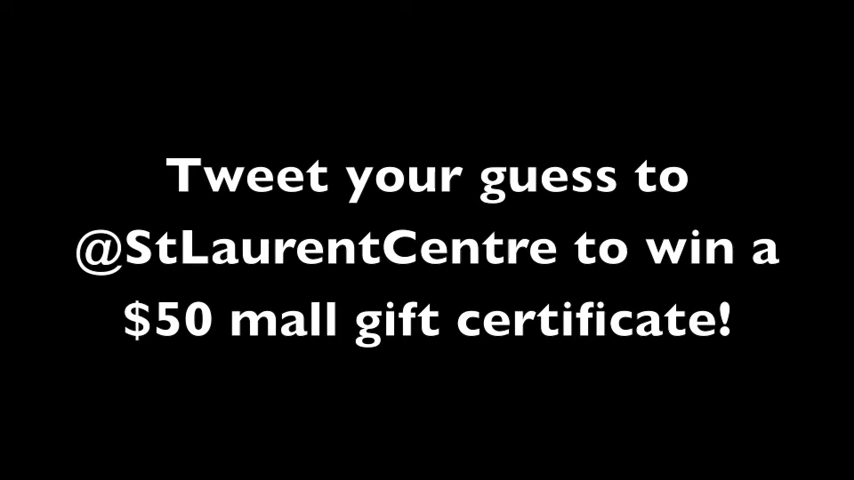 Tweet your guess to
@StLaurentCentre to win a
$50 mall gift certificate!